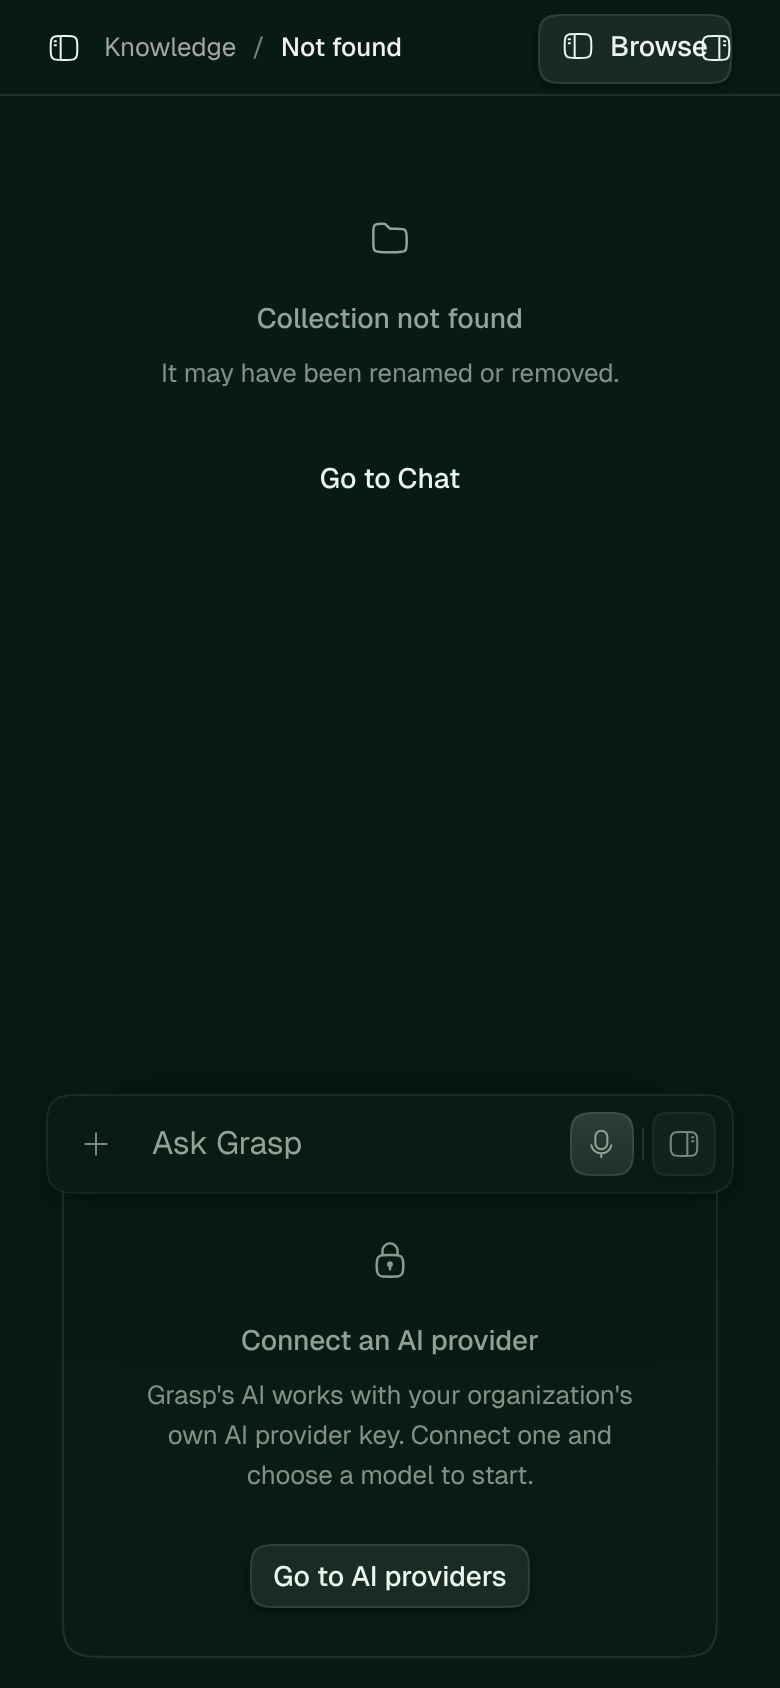 Knowledge / Not found
Browse
Collection not found
It may have been renamed or removed.
Go to Chat
Ask Grasp
Connect an AI provider
Grasp's AI works with your organization's
own AI provider key. Connect one and
choose a model to start.
Go to AI providers